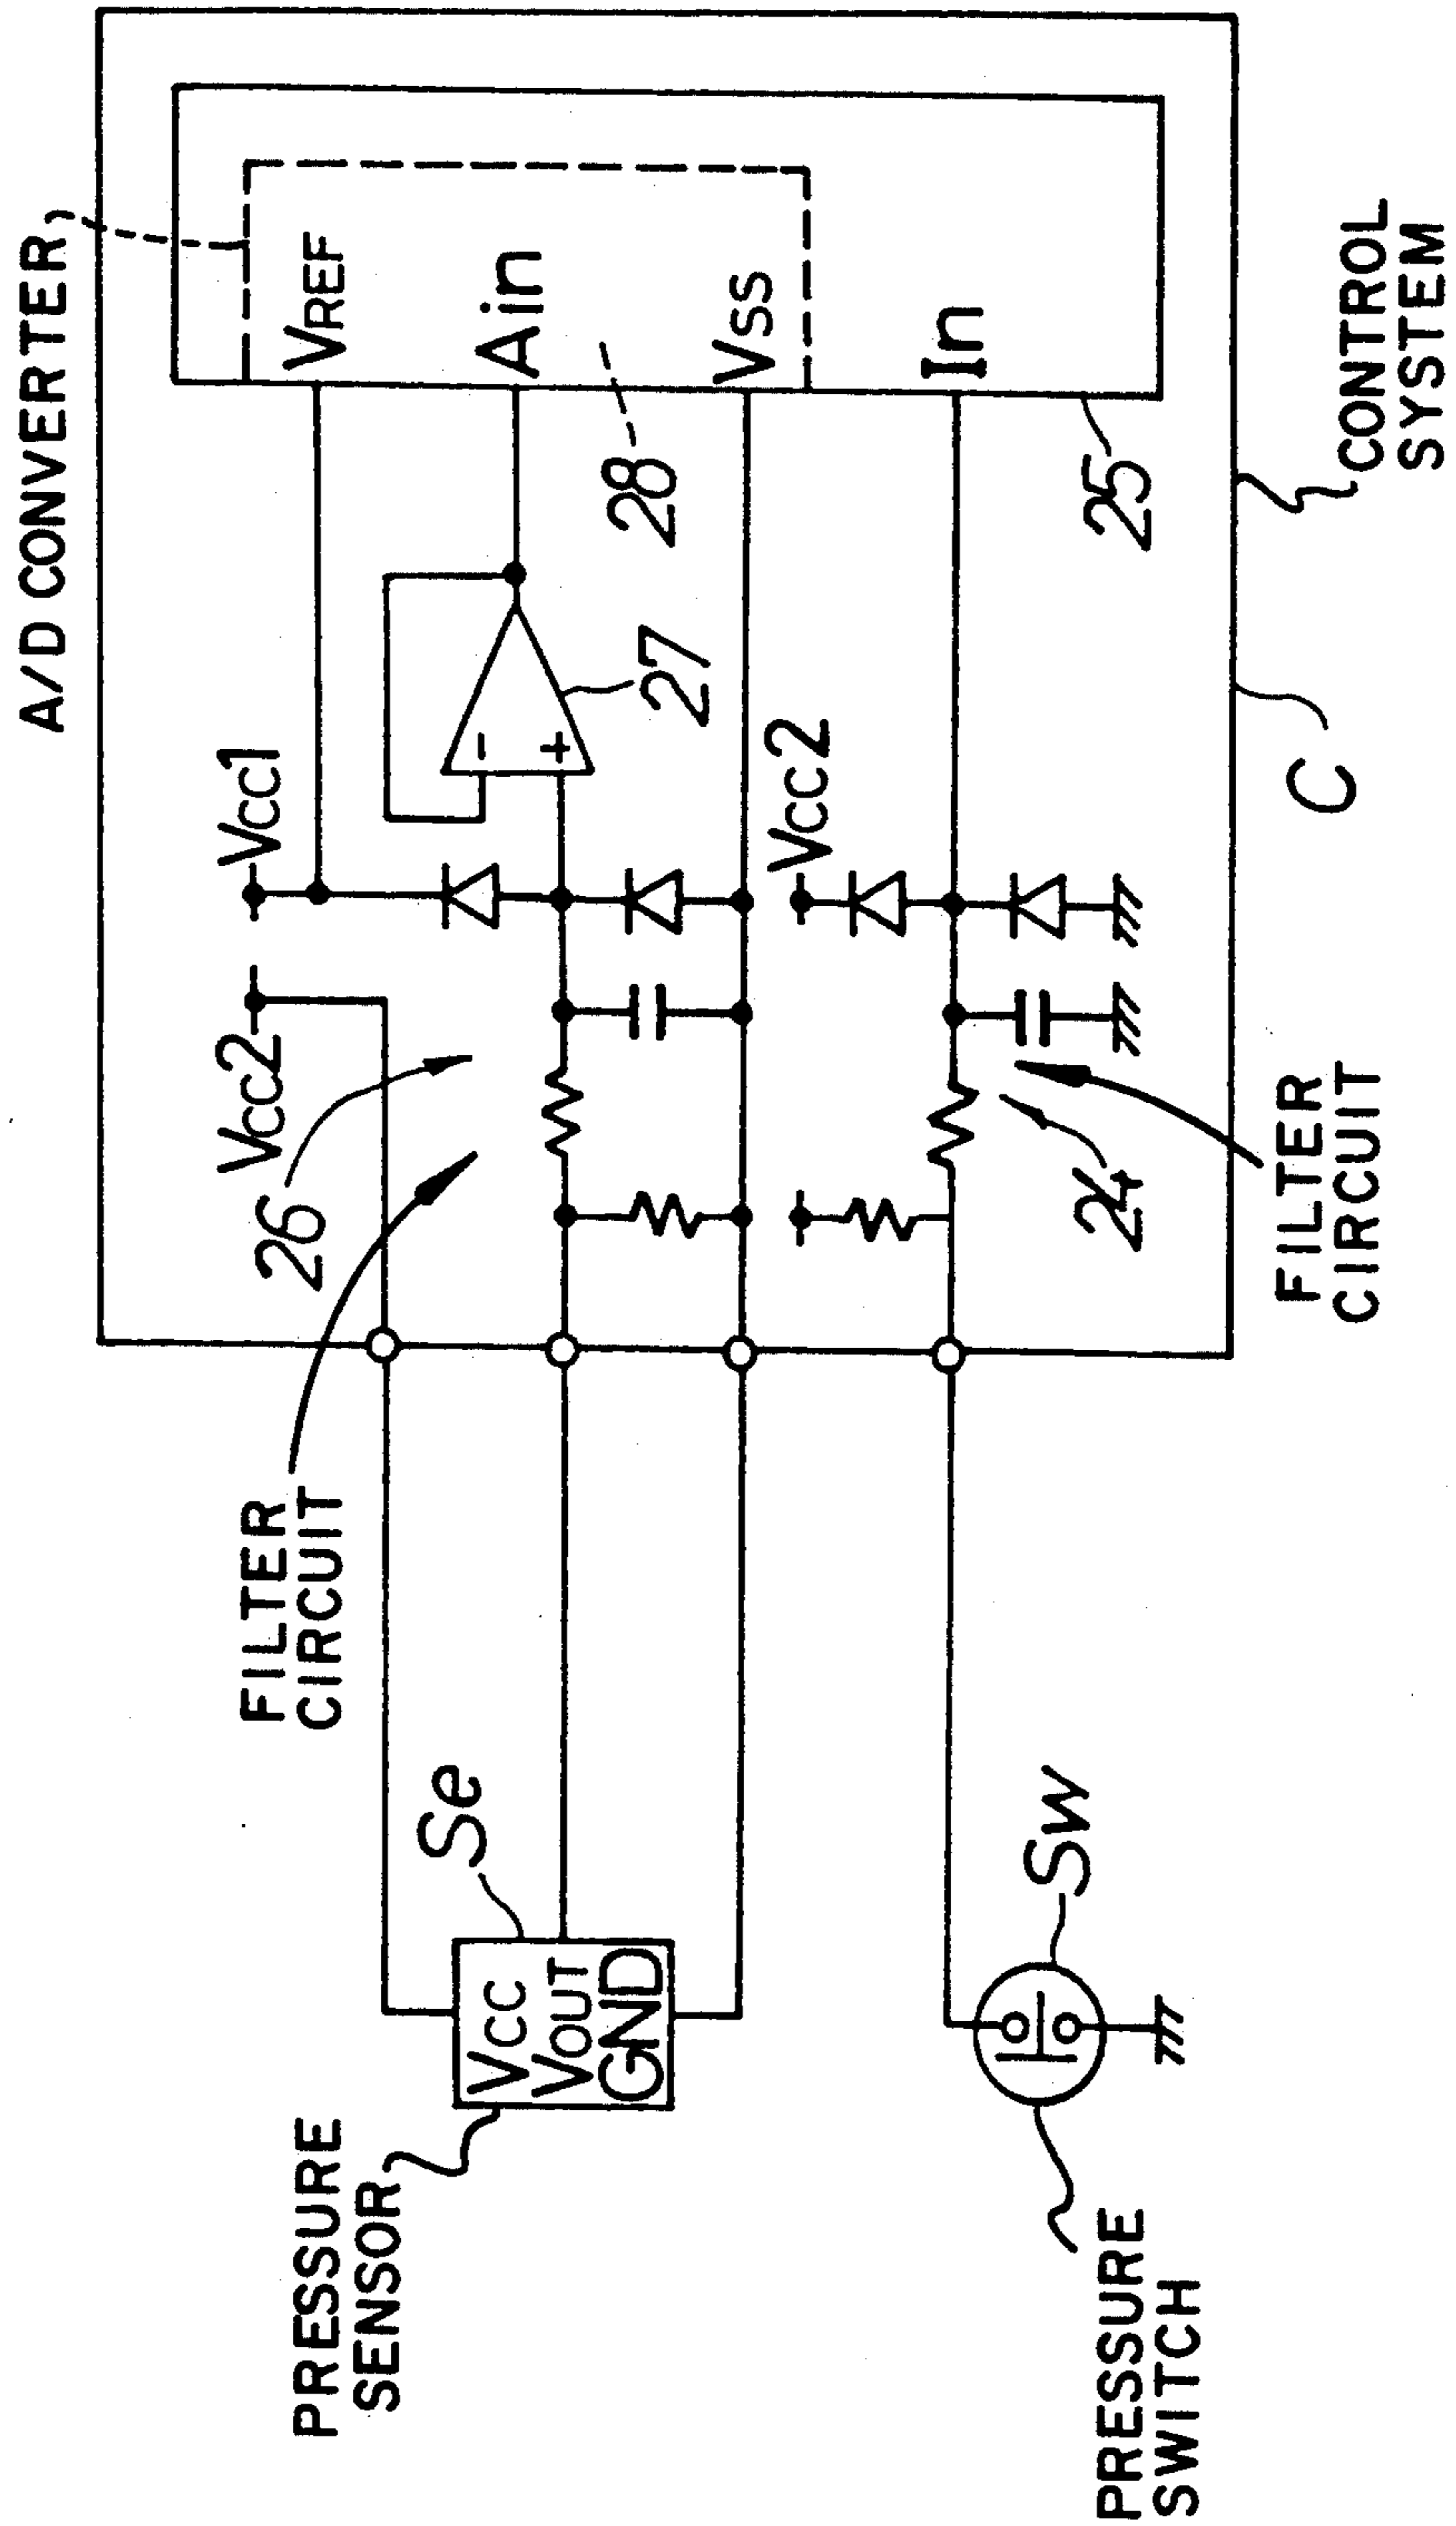 A/D CONVERTER
VREF
Ain
VSS
In
28
25
CONTROL
SYSTEM
27
VCC1
VCC2
VCC2
-
+
C
26
24
FILTER
CIRCUIT
FILTER
CIRCUIT
Se
VCC
VOUT
GND
PRESSURE
SENSOR
SW
PRESSURE
SWITCH